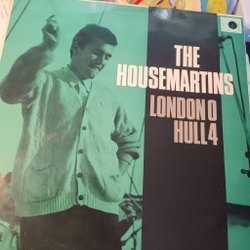 THE
HOUSEMARTINS
LONDON 0
HULL 4